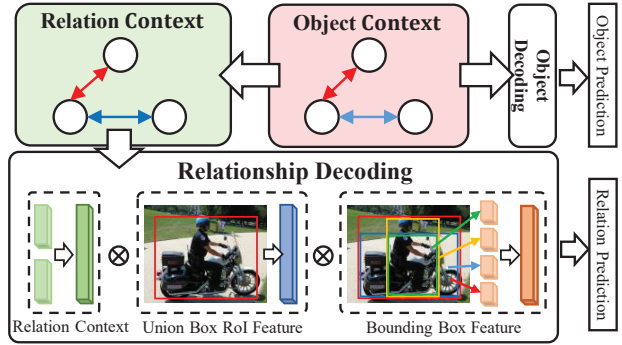 Relation Context
Object Context
Object
Decoding
Object Prediction
Relationship Decoding
Relation Context
Union Box RoI Feature
Bounding Box Feature
Relation Prediction